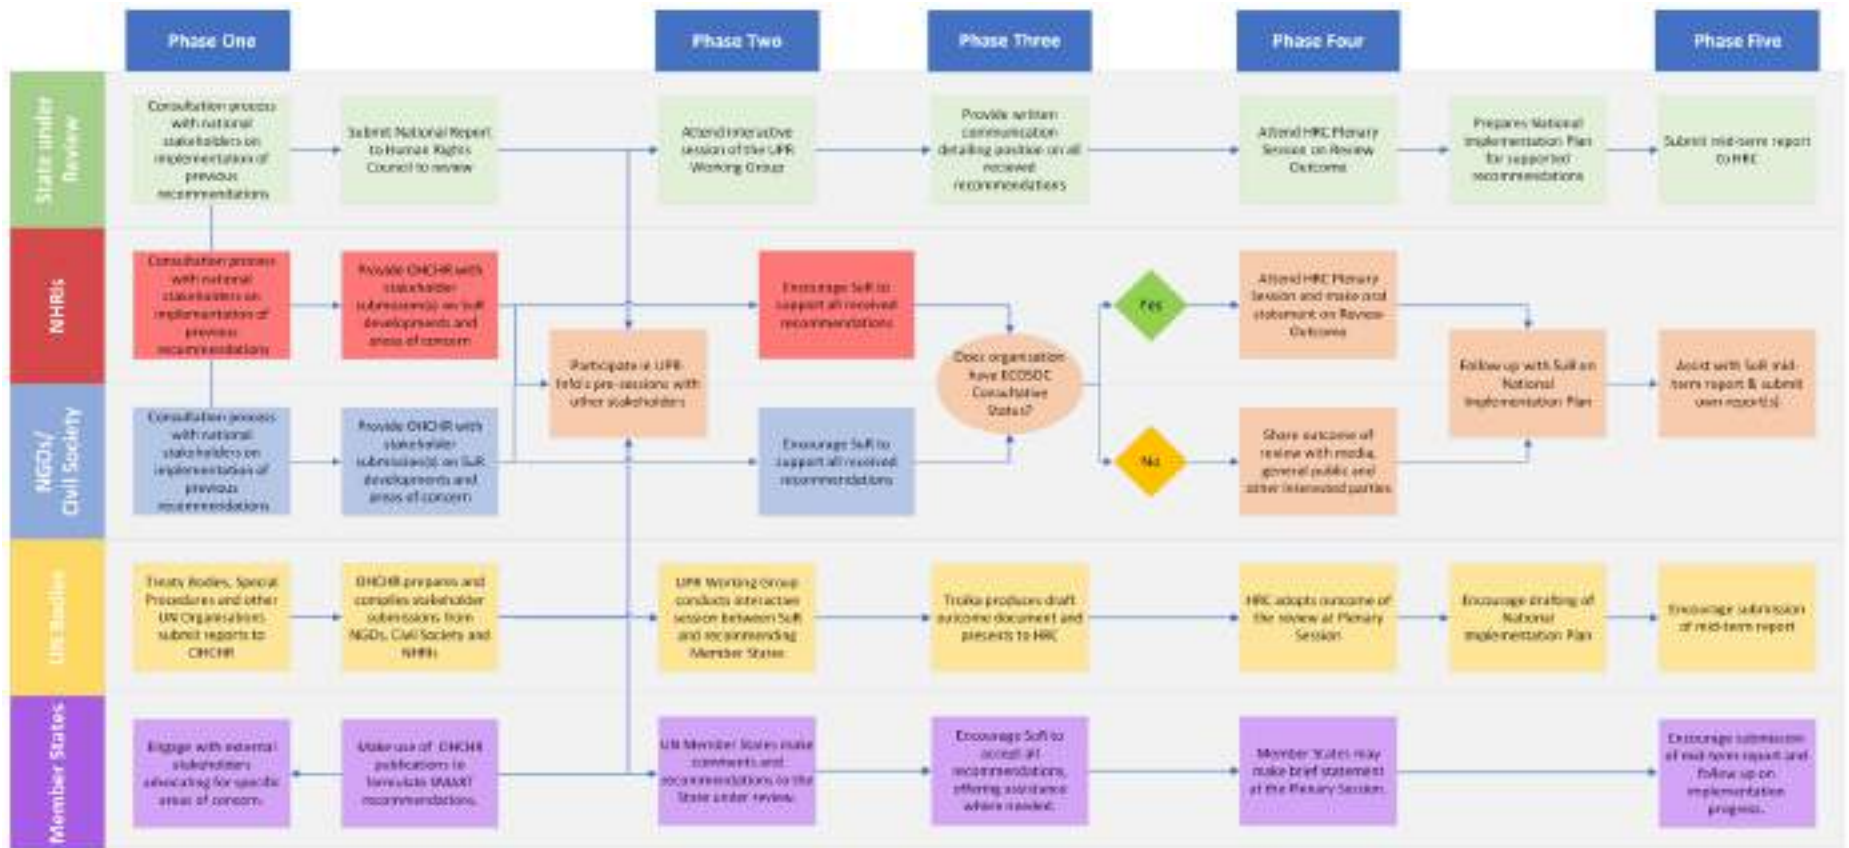 Phase One
Phase Two
Phase Three
Phase Four
Phase Five
State under
Review
Consultation process
with national
stakeholders on
implementation of
previous
recommendations
Submit National Report
to Human Rights
Council to review
Attend interactive
session of the UPR
Working Group
Provide written
communication
detailing position on all
recieved
recommendations
Attend HRC Plenary
Session on Review
Outcome
Prepares National
Implementation Plan
for supported
recommendations
Submit mid-term report
to HRC
NHRIs
Consultation process
with national
stakeholders on
implementation of
previous
recommendations
Provide OHCHR with
stakeholder
submission(s) on SuR
developments and
areas of concern
Participate in UPR
Info's pre-sessions with
other stakeholders
Encourage SuR to
support all received
recommendations
Does organisation
have ECOSOC
Consultative
Status?
Yes
No
Attend HRC Plenary
Session and make oral
statement on Review
Outcome
Follow up with SuR on
National
Implementation Plan
Assist with SuR mid-
term report & submit
own report(s)
NGOs/
Civil Society
Consultation process
with national
stakeholders on
implementation of
previous
recommendations
Provide OHCHR with
stakeholder
submission(s) on SuR
developments and
areas of concern
Encourage SuR to
support all received
recommendations
Share outcome of
review with media,
general public and
other interested parties
UN Bodies
Treaty Bodies, Special
Procedures and other
UN Organisations
submit reports to
OHCHR
OHCHR prepares and
compiles stakeholder
submissions from
NGOs, Civil Society and
NHRIs
UPR Working Group
conducts interactive
session between SuR
and recommending
Member States
Troika produces draft
outcome document and
presents to HRC
HRC adopts outcome of
the review at Plenary
Session
Encourage drafting of
National
Implementation Plan
Encourage submission
of mid-term report
Member States
Engage with external
stakeholders
advocating for specific
areas of concern.
Make use of OHCHR
publications to
formulate SMART
recommendations.
UN Member States make
comments and
recommendations to the
State under review.
Encourage SuR to
accept all
recommendations,
offering assistance
where needed.
Member States may
make brief statement
at the Plenary Session.
Encourage submission
of mid-term report and
follow up on
implementation
progress.